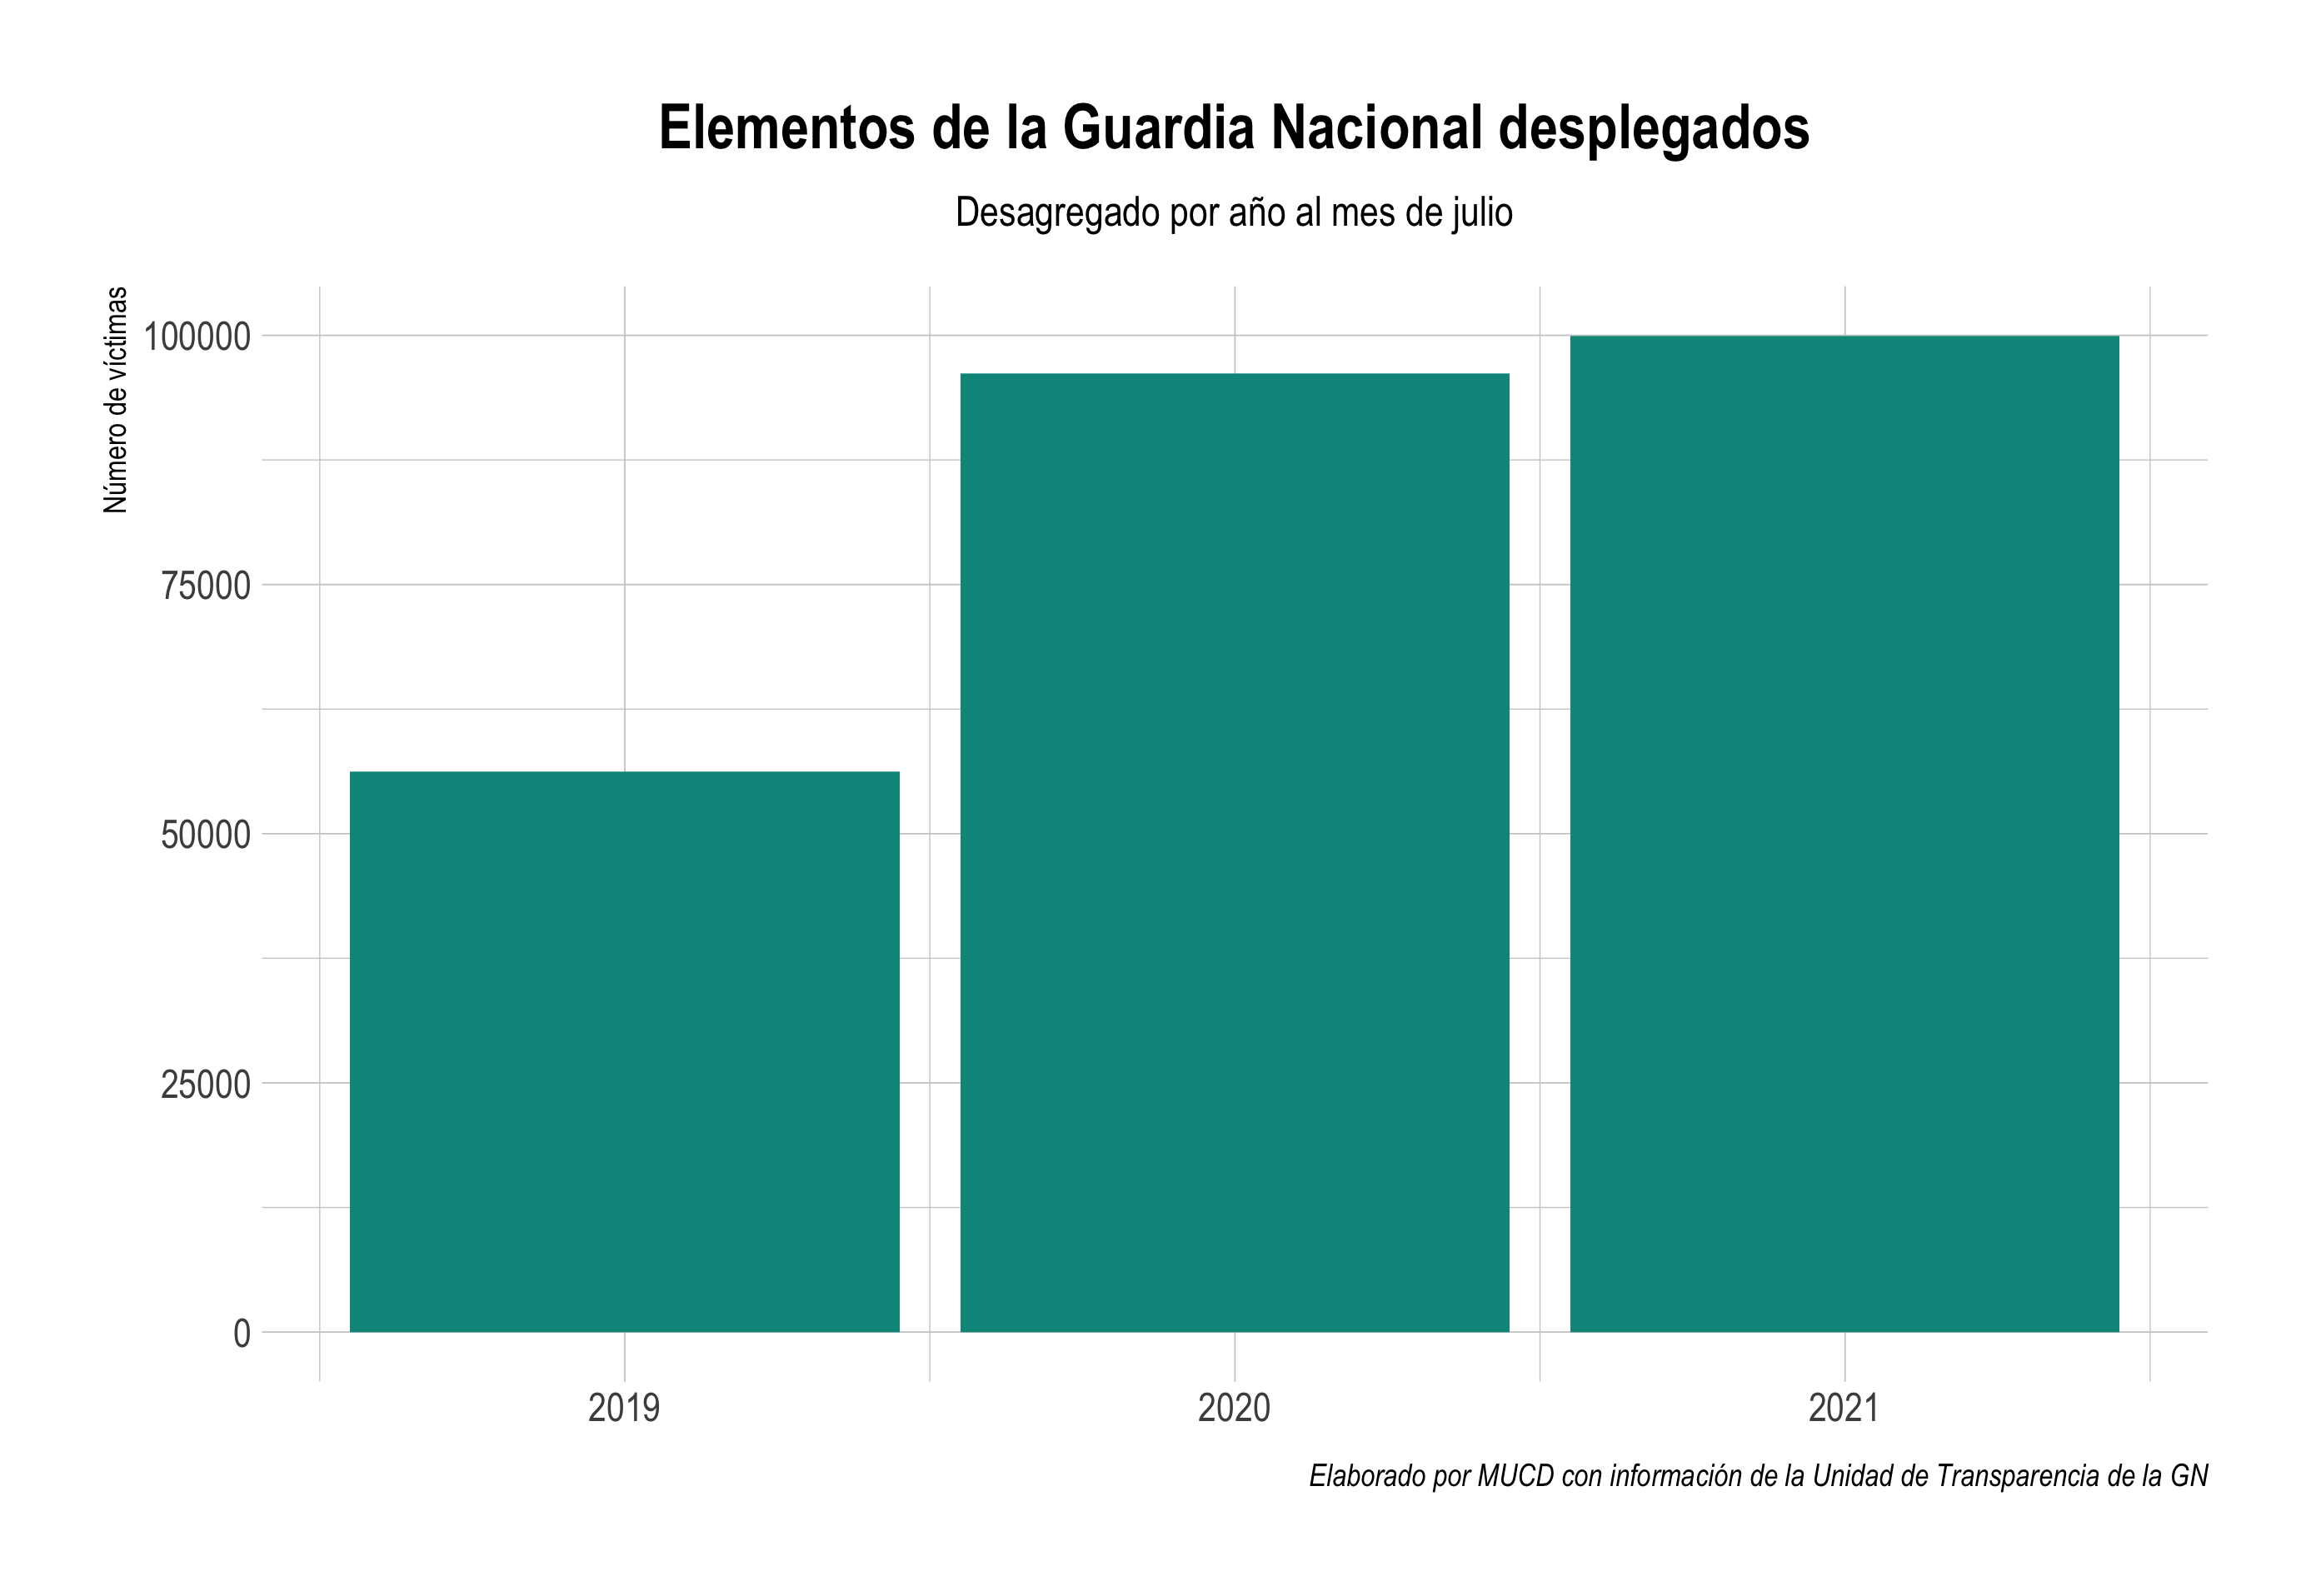 Elementos de la Guardia Nacional desplegados
Desagregado por año al mes de julio
Número de víctimas
100000
75000
50000
25000
0
2019
2020
2021
Elaborado por MUCD con información de la Unidad de Transparencia de la GN